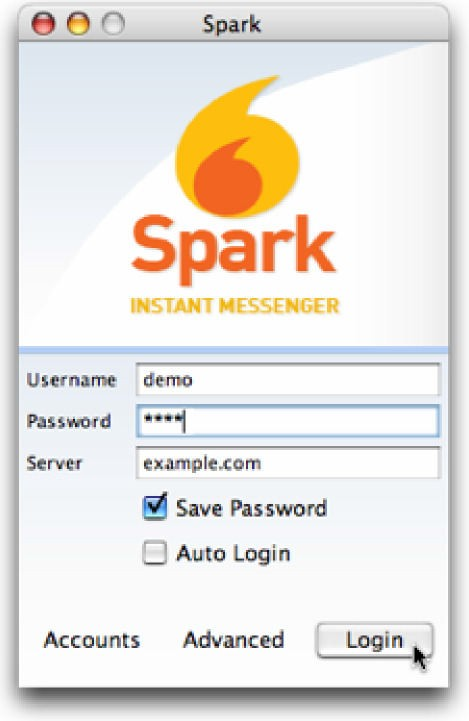 Spark
Spark
INSTANT MESSENGER
Username demo
Password ****
Server example.com
Save Password
Auto Login
Accounts Advanced Login